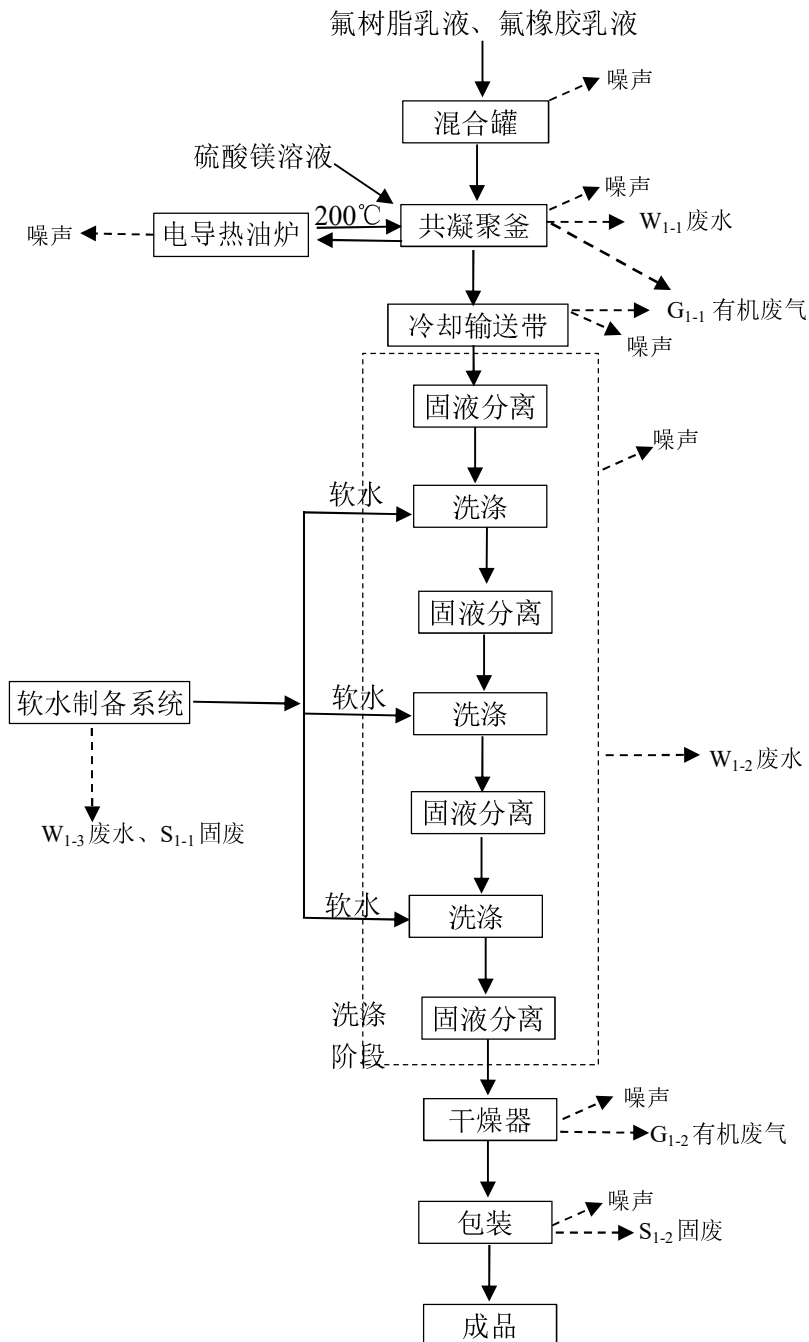 氟树脂乳液、氟橡胶乳液
噪声
混合罐
硫酸镁溶液
噪声
200℃
噪声
电导热油炉
共凝聚釜
W1-1废水
G1-1有机废气
冷却输送带
噪声
固液分离
噪声
软水
洗涤
固液分离
软水制备系统
软水
洗涤
W1-2废水
固液分离
W1-3废水、S1-1固废
软水
洗涤
洗涤
阶段
固液分离
噪声
干燥器
G1-2有机废气
噪声
包装
S1-2固废
成品